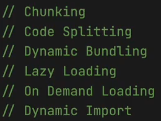 // Chunking
// Code Splitting
// Dynamic Bundling
// Lazy Loading
// On Demand Loading
// Dynamic Import